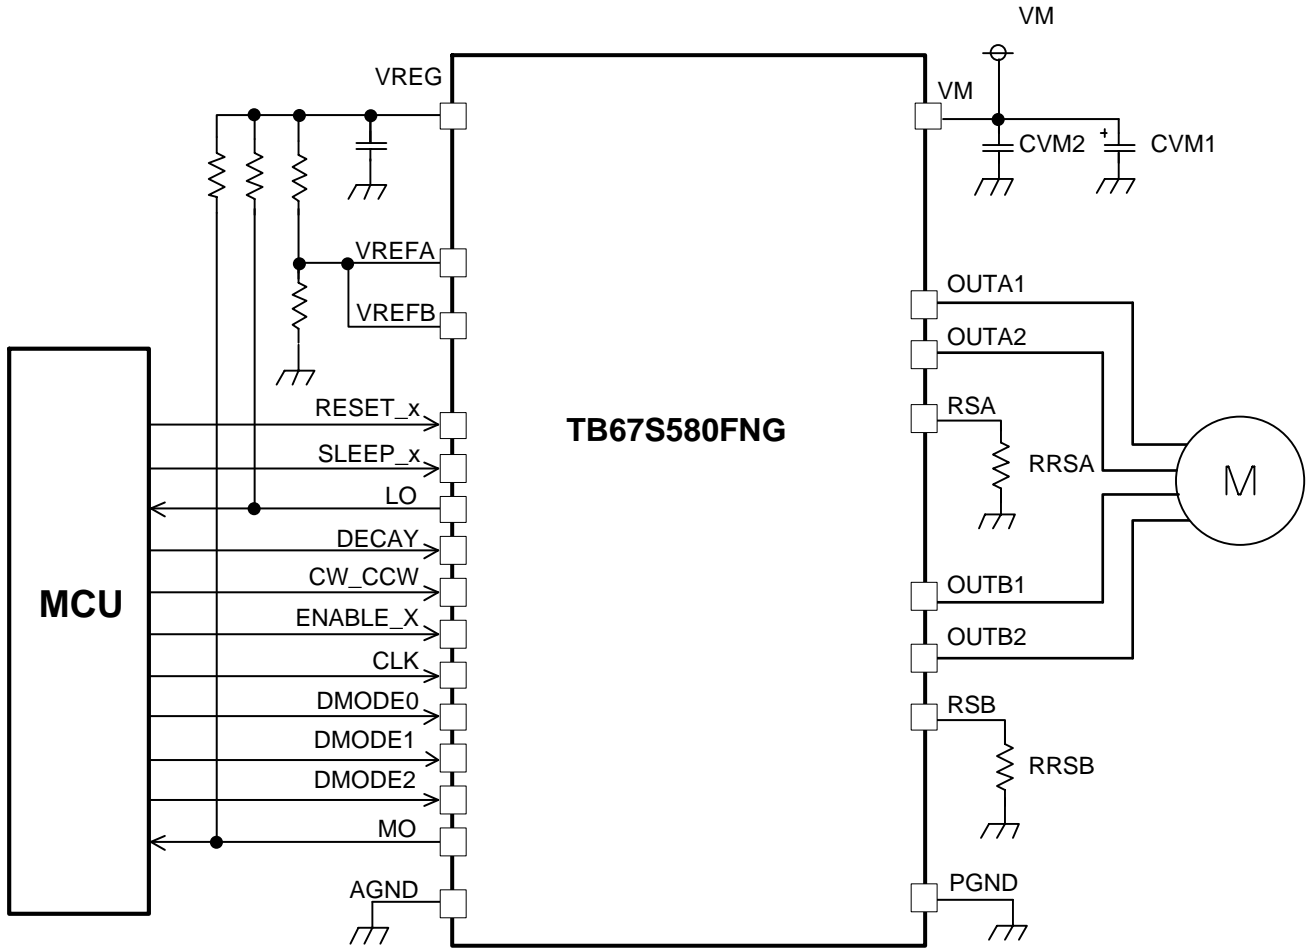 VM
VREG
VM
CVM2
+
CVM1
VREFA
OUTA1
VREFB
OUTA2
RESET_x
RSA
TB67S580FNG
SLEEP_x
RRSA
M
LO
DECAY
CW_CCW
OUTB1
MCU
ENABLE_X
OUTB2
CLK
DMODE0
RSB
DMODE1
RRSB
DMODE2
MO
AGND
PGND